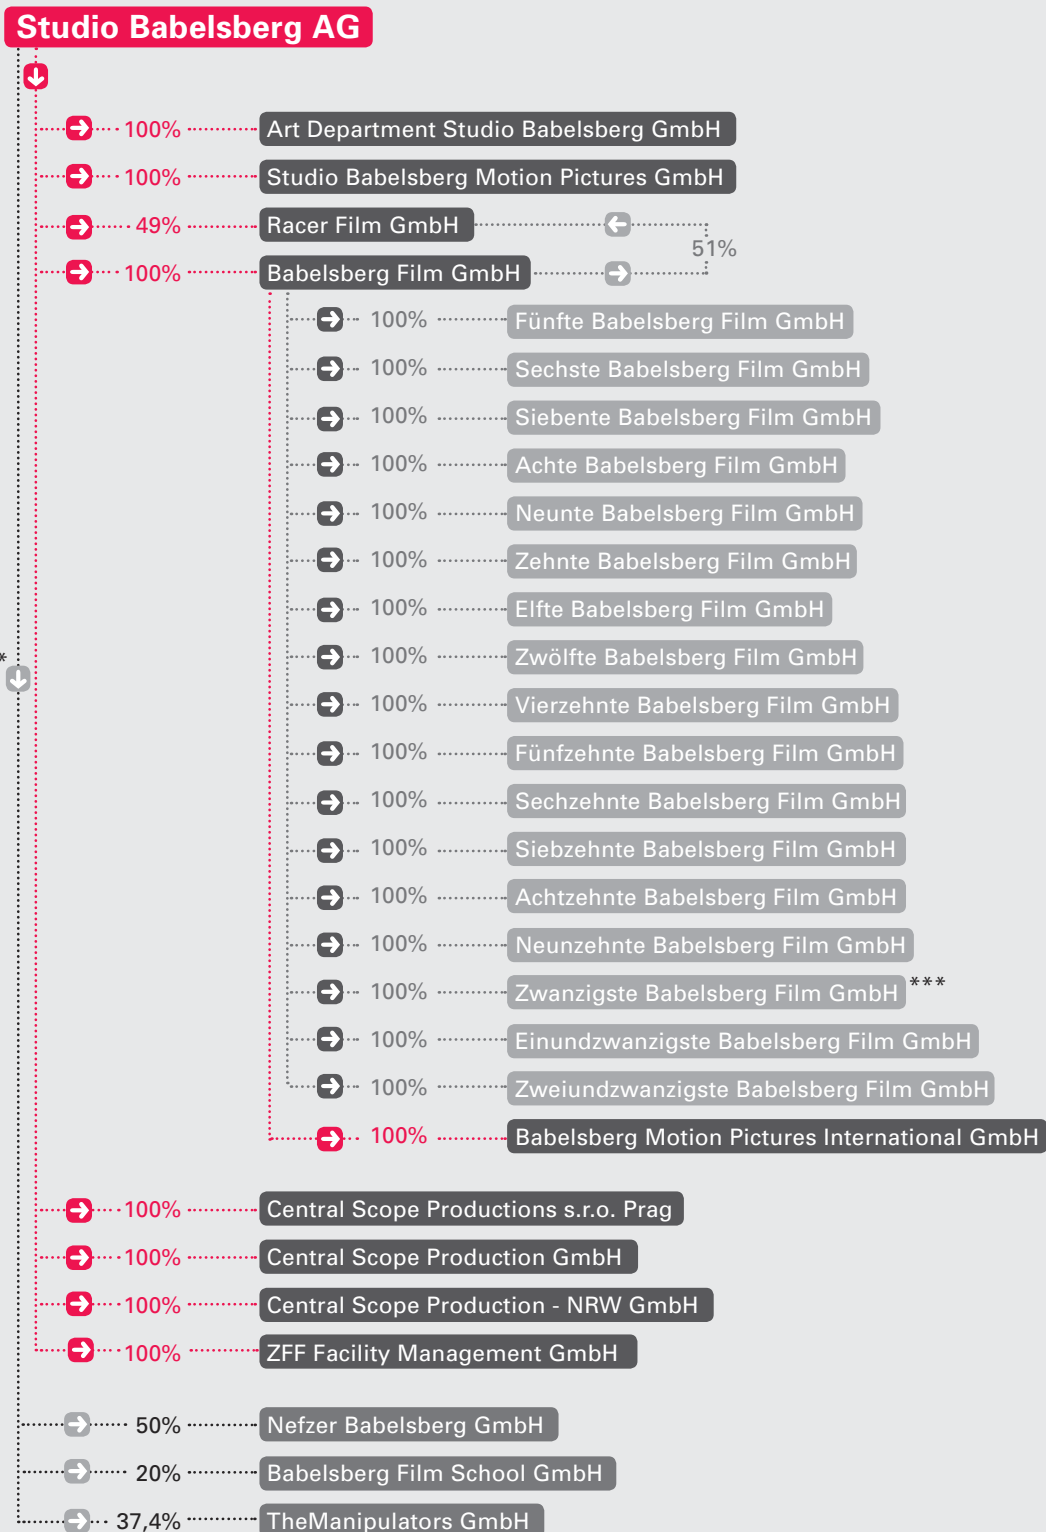 Studio Babelsberg AG
100% Art Department Studio Babelsberg GmbH
100% Studio Babelsberg Motion Pictures GmbH
49% Racer Film GmbH
51%
100% Babelsberg Film GmbH
100% Fünfte Babelsberg Film GmbH
100% Sechste Babelsberg Film GmbH
100% Siebente Babelsberg Film GmbH
100% Achte Babelsberg Film GmbH
100% Neunte Babelsberg Film GmbH
100% Zehnte Babelsberg Film GmbH
100% Elfte Babelsberg Film GmbH
*
100% Zwölfte Babelsberg Film GmbH
100% Vierzehnte Babelsberg Film GmbH
100% Fünfzehnte Babelsberg Film GmbH
100% Sechzehnte Babelsberg Film GmbH
100% Siebzehnte Babelsberg Film GmbH
100% Achtzehnte Babelsberg Film GmbH
100% Neunzehnte Babelsberg Film GmbH
100% Zwanzigste Babelsberg Film GmbH ***
100% Einundzwanzigste Babelsberg Film GmbH
100% Zweiundzwanzigste Babelsberg Film GmbH
100% Babelsberg Motion Pictures International GmbH
100% Central Scope Productions s.r.o. Prag
100% Central Scope Production GmbH
100% Central Scope Production - NRW GmbH
100% ZFF Facility Management GmbH
50% Nefzer Babelsberg GmbH
20% Babelsberg Film School GmbH
37,4% TheManipulators GmbH